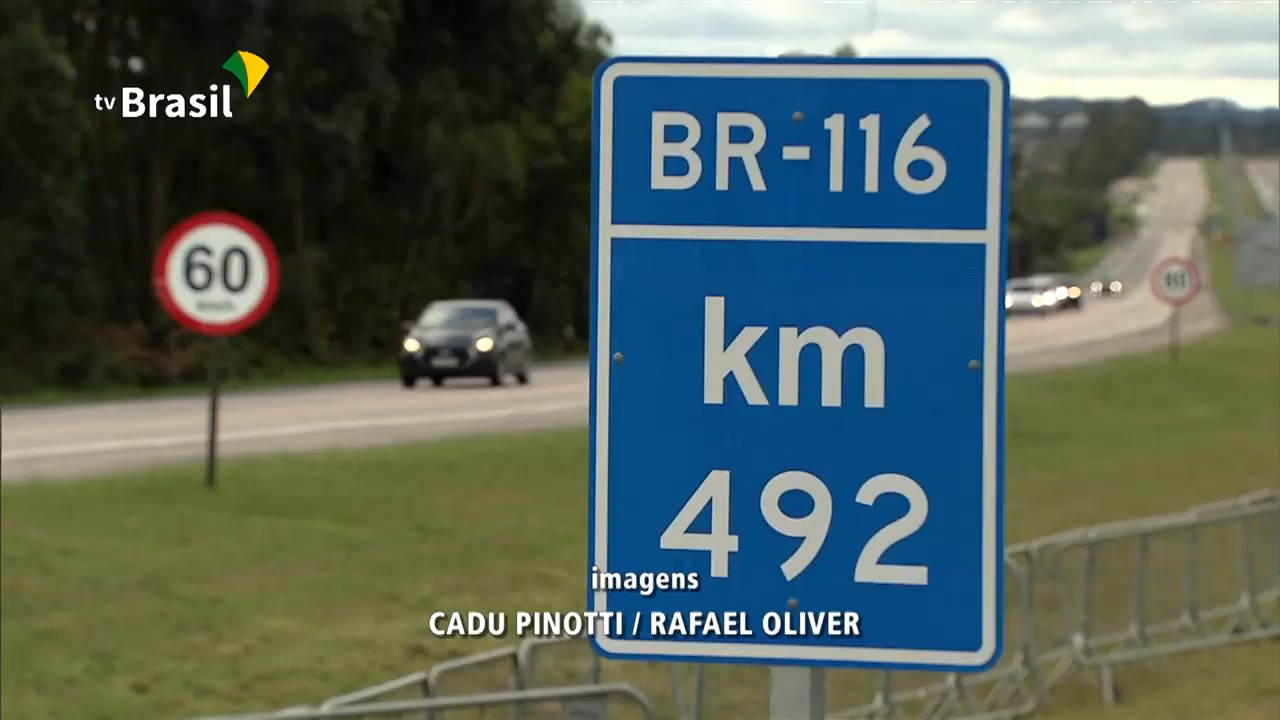 tv Brasil
BR-116
60
km
492
imagens
CADU PINOTTI / RAFAEL OLIVER